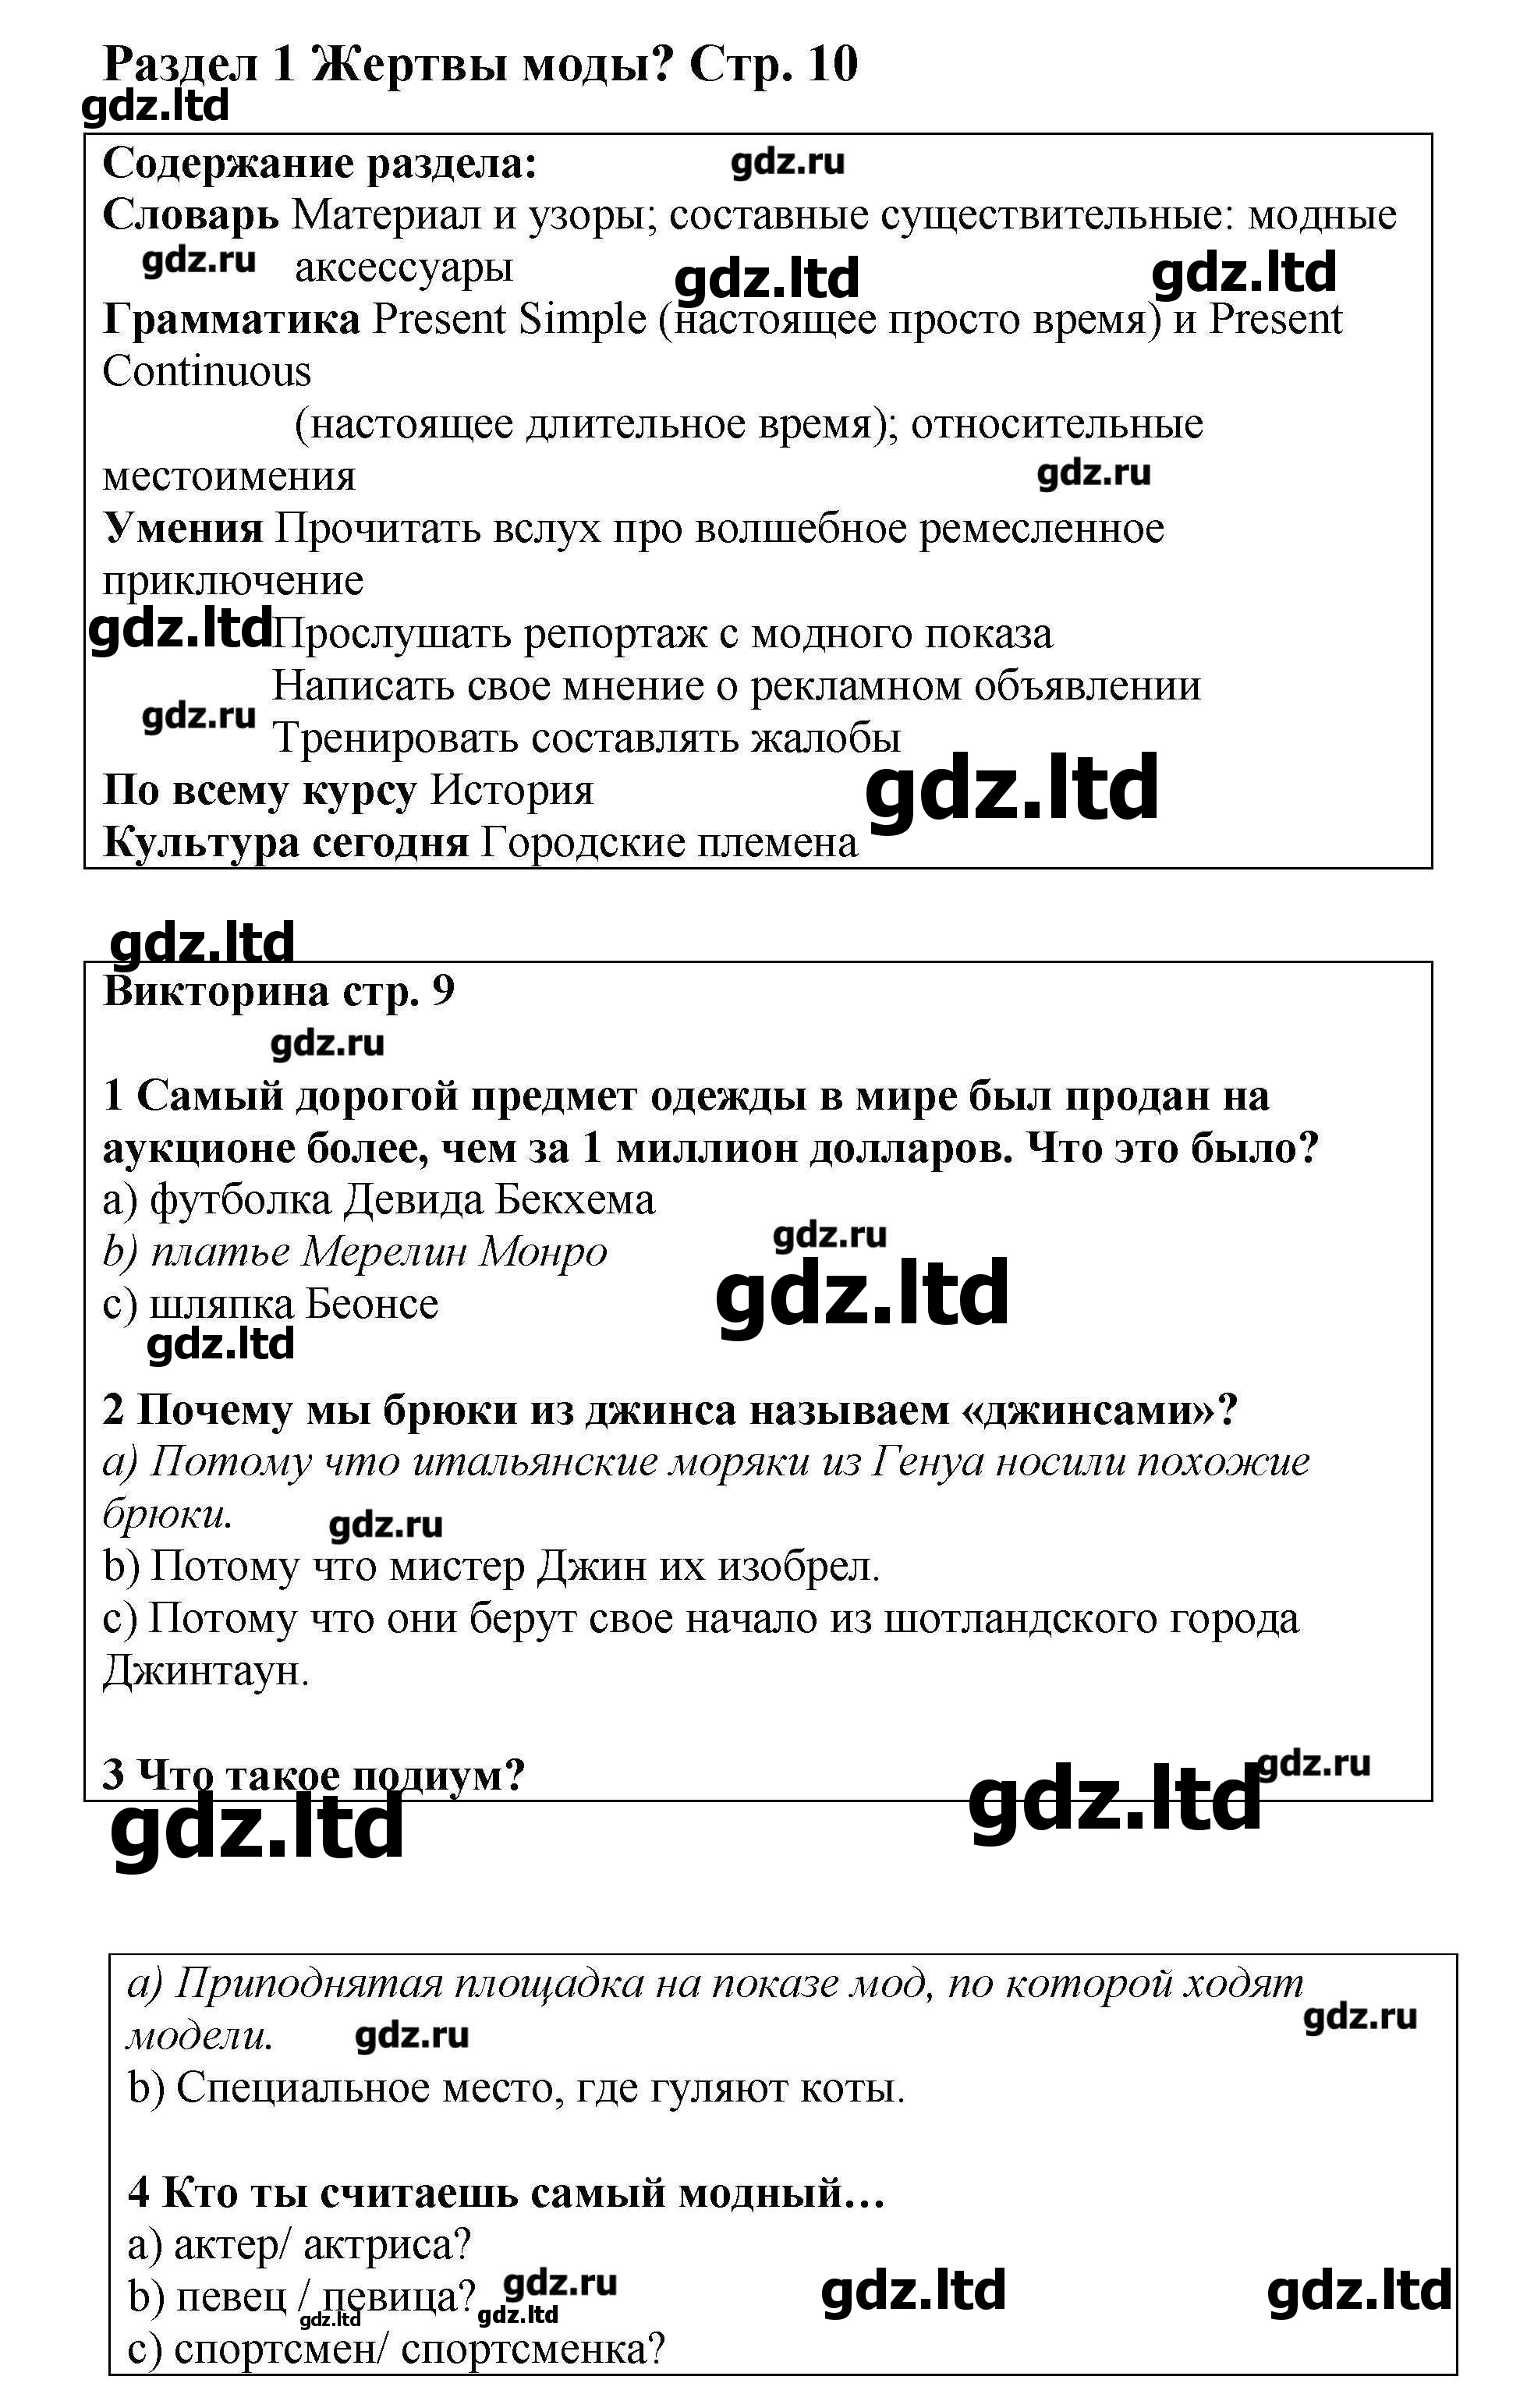 Раздел 1 Жертвы моды? Стр. 10
gdz.ltd
Содержание раздела:
gdz.ru
Словарь Материал и узоры; составные существительные: модные
gdz.ru
аксессуары
gdz.ltd
gdz.ltd
Грамматика Present Simple (настоящее просто время) и Present
Continuous
(настоящее длительное время); относительные
местоимения
gdz.ru
Умения Прочитать вслух про волшебное ремесленное
приключение
gdz.ltd
Прослушать репортаж с модного показа
Написать свое мнение о рекламном объявлении
gdz.ru
Тренировать составлять жалобы
По всему курсу История
gdz.ltd
Культура сегодня Городские племена
gdz.ltd
Викторина стр. 9
gdz.ru
1 Самый дорогой предмет одежды в мире был продан на
аукционе более, чем за 1 миллион долларов. Что это было?
a) футболка Девида Бекхема
gdz.ru
b) платье Мерелин Монро
c) шляпка Беонсе
gdz.ltd
gdz.ltd
2 Почему мы брюки из джинса называем «джинсами»?
a) Потому что итальянские моряки из Генуа носили похожие
брюки.
gdz.ru
b) Потому что мистер Джин их изобрел.
c) Потому что они берут свое начало из шотландского города
Джинтаун.
3 Что такое подиум?
gdz.ru
gdz.ltd
gdz.ltd
a) Приподнятая площадка на показе мод, по которой ходят
модели.
gdz.ru
gdz.ru
b) Специальное место, где гуляют коты.
4 Кто ты считаешь самый модный…
a) актер/ актриса?
b) певец / певица?
gdz.ru
gdz.ltd
gdz.ltd
gdz.ltd
gdz.ltd
c) спортсмен/ спортсменка?